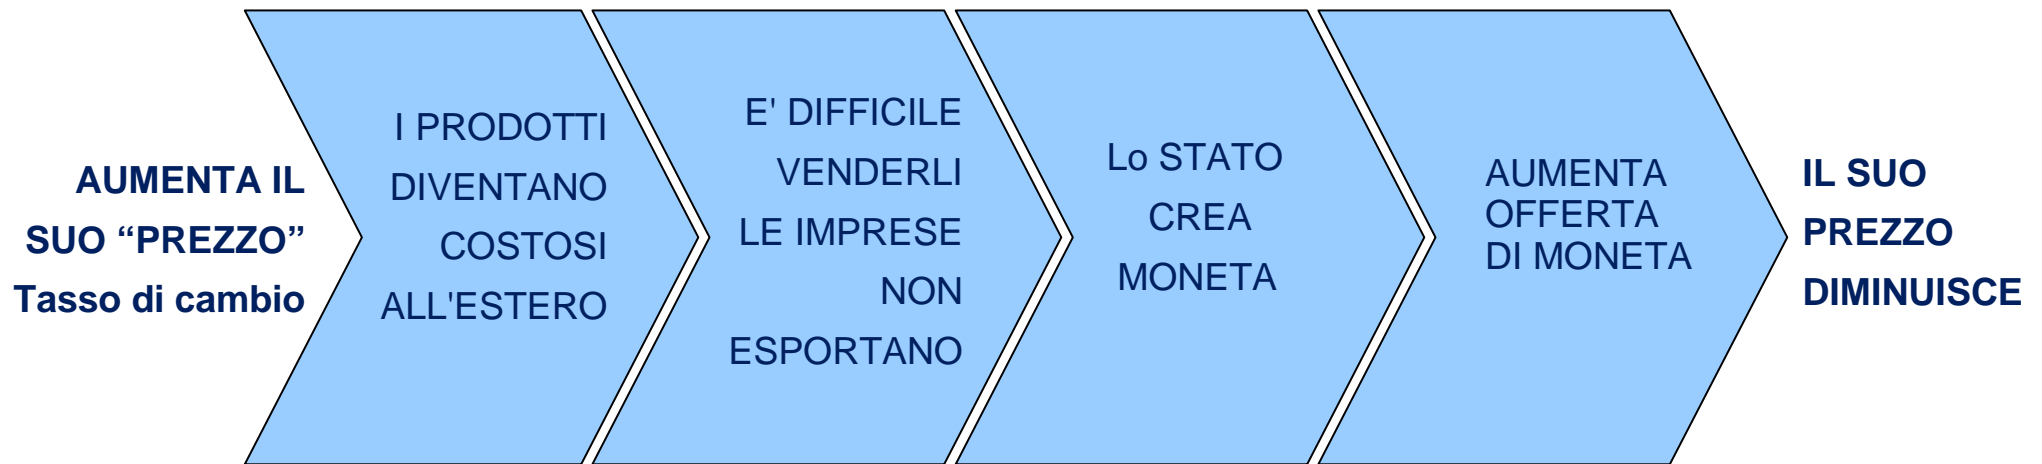 AUMENTA IL
SUO “PREZZO”
Tasso di cambio
I PRODOTTI
DIVENTANO
COSTOSI
ALL'ESTERO
E' DIFFICILE
VENDERLI
LE IMPRESE
NON
ESPORTANO
Lo STATO
CREA
MONETA
AUMENTA
OFFERTA
DI MONETA
IL SUO
PREZZO
DIMINUISCE